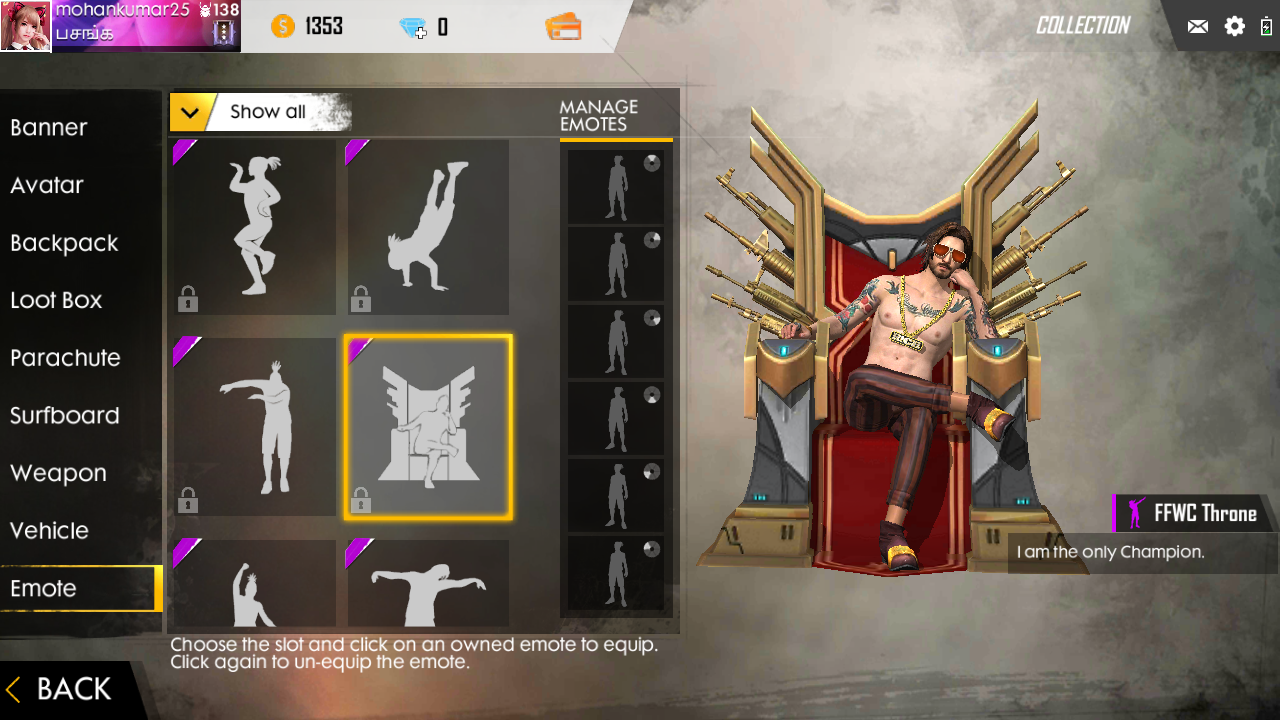 mohankumar25 138
பசங்க
1353
0
COLLECTION
Banner
Avatar
Backpack
Loot Box
Parachute
Surfboard
Weapon
Vehicle
Emote
BACK
Show all
MANAGE
EMOTES
Choose the slot and click on an owned emote to equip.
Click again to un-equip the emote.
FFWC Throne
I am the only Champion.